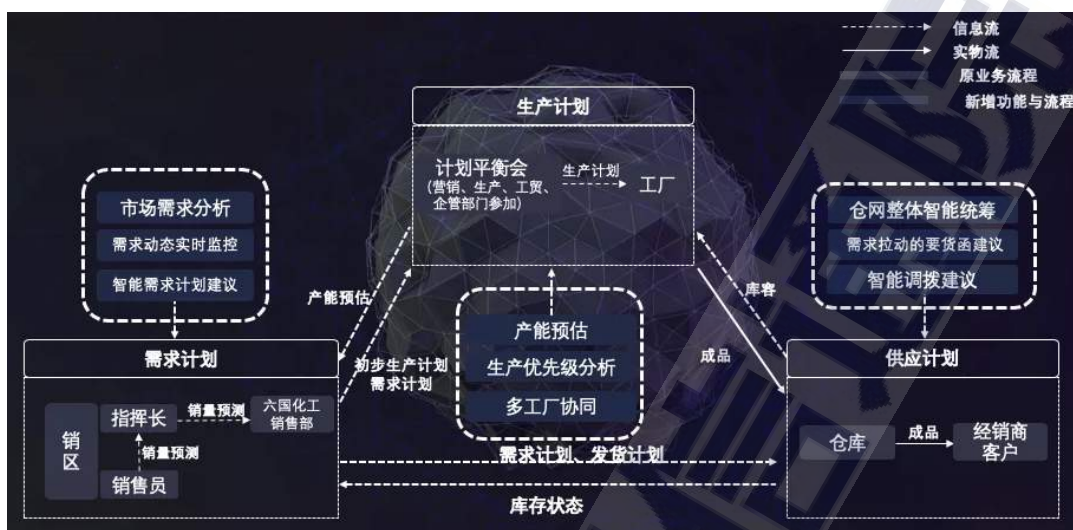 信息流
实物流
原业务流程
新增功能与流程
生产计划
计划平衡会
(营销、生产、工贸、
企管部门参加)
生产计划
工厂
市场需求分析
需求动态实时监控
智能需求计划建议
仓网整体智能统筹
需求拉动的要货函建议
智能调拨建议
产能预估
初步生产计划
需求计划
产能预估
生产优先级分析
多工厂协同
库容
成品
需求计划
销区
指挥长
销量预测
六国化工
销售部
销量预测
销售员
供应计划
仓库
成品
经销商
客户
需求计划、发货计划
库存状态